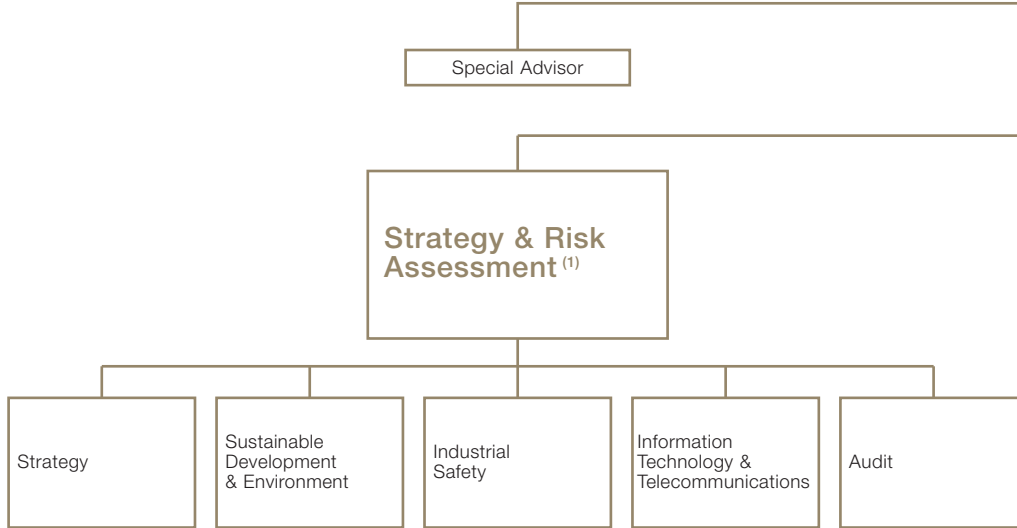 Special Advisor
Strategy & Risk
Assessment (1)
Strategy
Sustainable
Development
& Environment
Industrial
Safety
Information
Technology &
Telecommunications
Audit